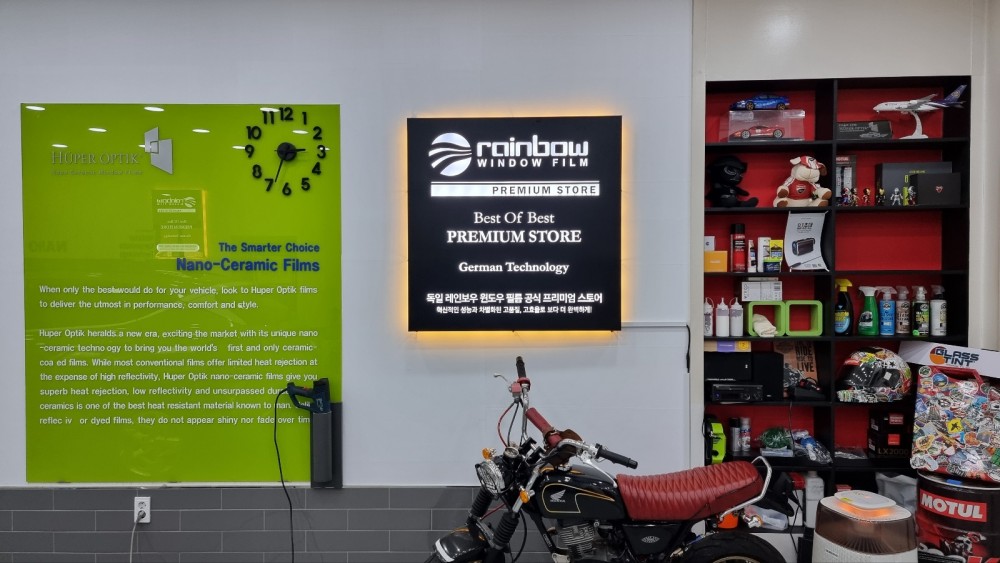 HUPER OPTIK
11 12 1
10 2
9 3
8 4
7 6 5
The Smarter Choice
Nano-Ceramic Films
When only the best would do for your vehicle, look to Huper Optik films
to deliver the utmost in performance, comfort and style.
Huper Optik heralds a new era, exciting the market with its unique nano
-ceramic techno ogy to bring you the world's first and only ceramic-
coa ed films. While most conventional films offer limited heat rejection at
the expense of high reflectivity, Huper Optik nano-ceramic films give you
superb heat rejection, low reflectivity and unsurpassed du
ceramics is one of the best heat resistant material known to man.
reflec iv or dyed films, they do not appear shiny nor fade over tim
rainbow
WINDOW FILM
PREMIUM STORE
Best Of Best
PREMIUM STORE
German Technology
독일 레인보우 윈도우 필름 공식 프리미엄 스토어
혁신적인 성능과 차별화된 고품질, 고효율로 보다 더 완벽하게!
HONDA
RIDE
LIVE
GLASS
TINT
LX2000
MOTUL